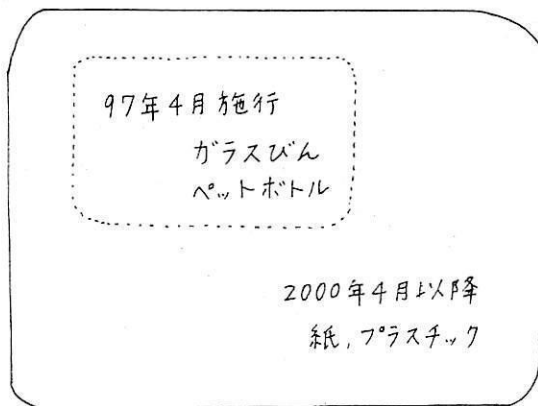 97年4月施行
ガラスびん
ペットボトル
2000年4月以降
紙,プラスチック